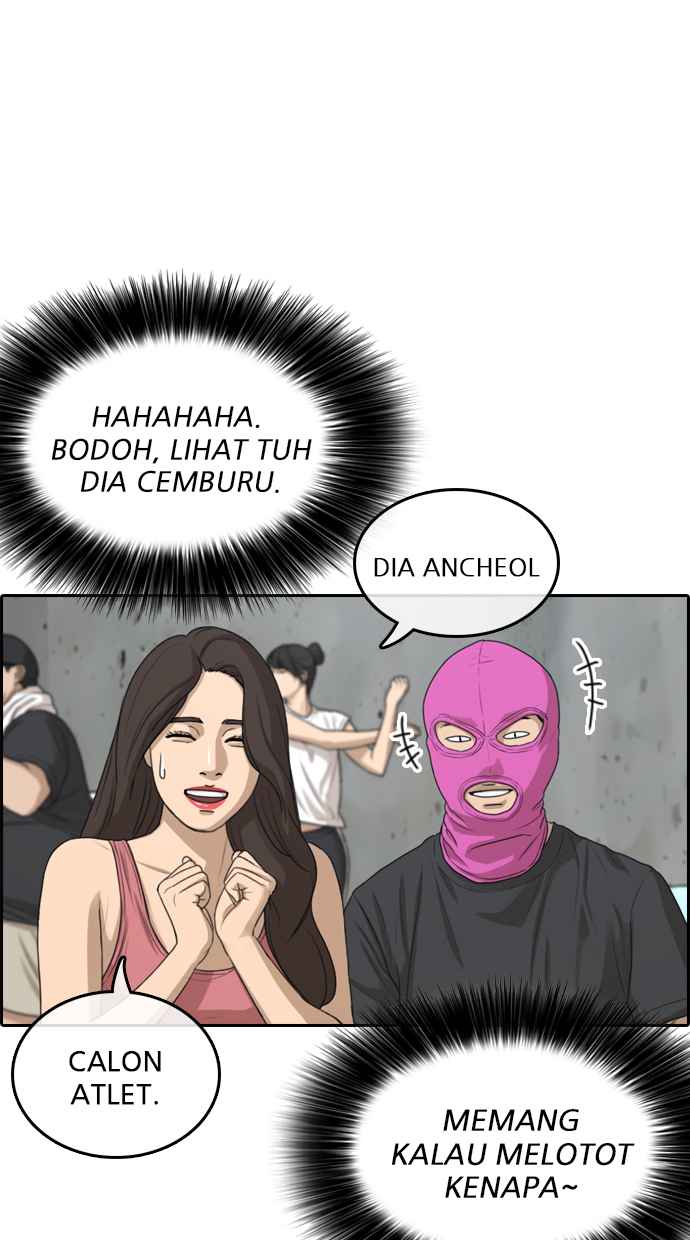 HAHAHAHA.
BODOH, LIHAT TUH
DIA CEMBURU.
DIA ANCHEOL
CALON
ATLET.
MEMANG
KALAU MELOTOT
KENAPA~